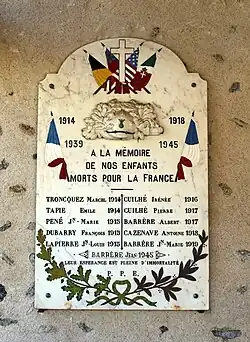 1914 1918
1939 1945
A LA MÉMOIRE
DE NOS ENFANTS
MORTS POUR LA FRANCE
TRONCQUEZ MARCEL 1914 CUILHÉ IRÉNÉE 1916
TAPIE EMILE 1914 CUILHÉ PIERRE 1917
PENÉ JN-MARIE 1915 BARRÈRE ALBERT 1917
DUBARRY FRANÇOIS 1915 CAZENAVE ANTOINE 1918
LAPIERRE JN-LOUIS 1915 BARRÈRE JN-MARIE 1919
BARRÈRE JEAN 1945
LEUR ESPÉRANCE EST PLEINE D'IMMORTALITÉ
P. P. E.